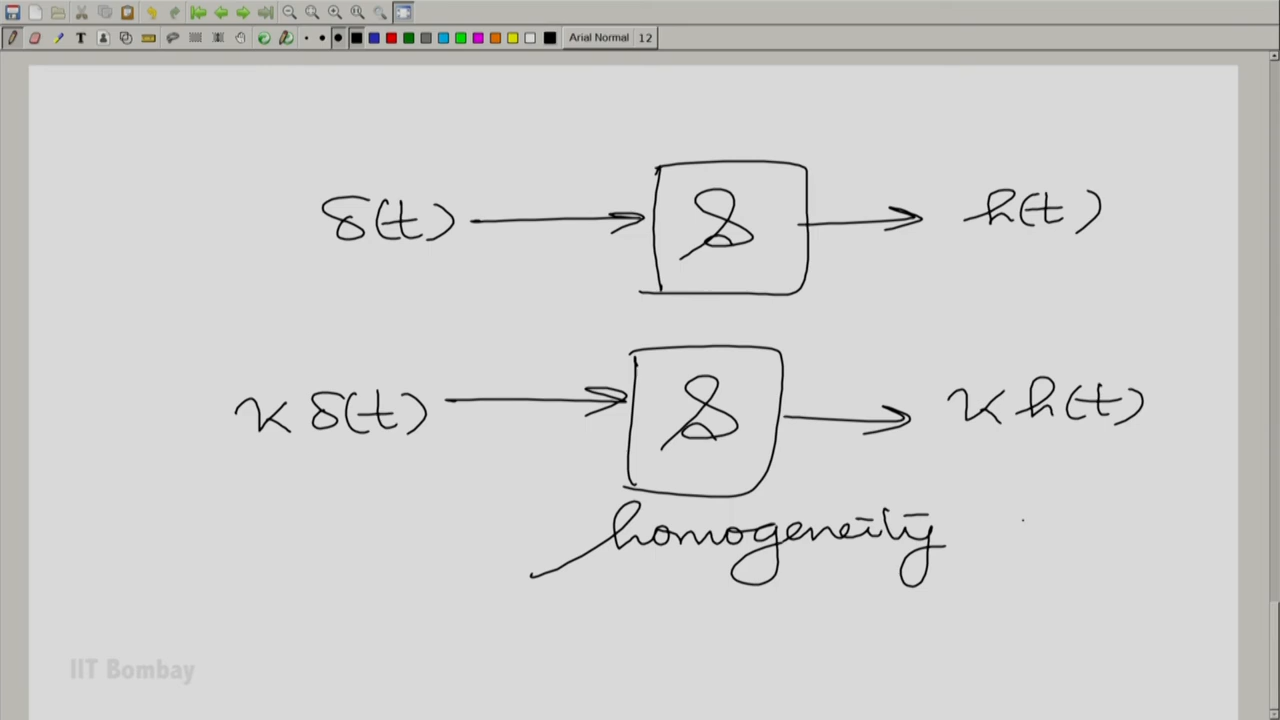 Arial Normal 12
δ(t) S h(t)
κ δ(t) S κ h(t)
homogeneity
IIT Bombay